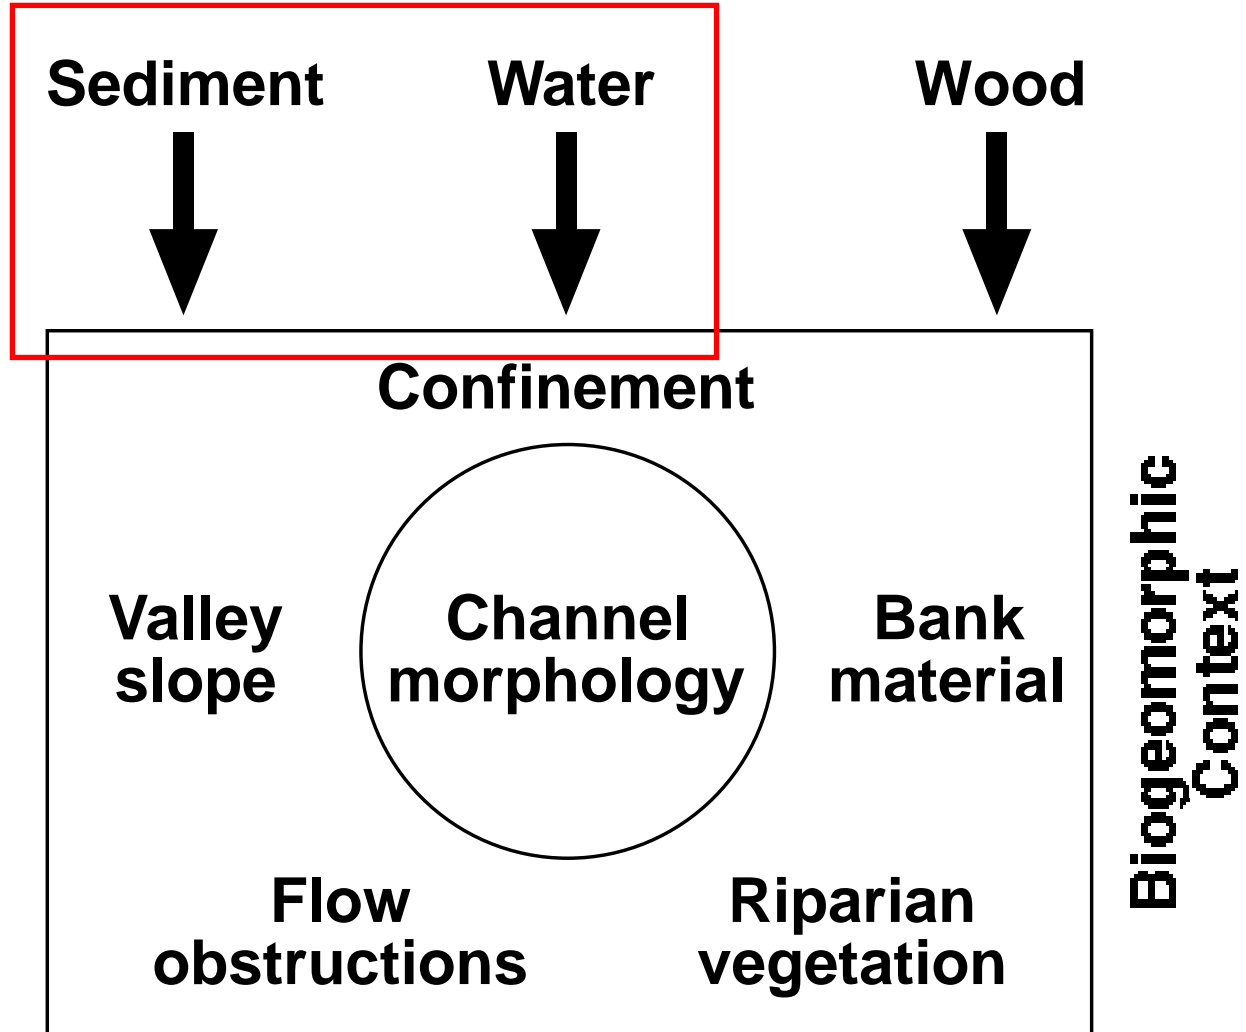 Sediment Water Wood
Confinement
Valley
slope
Channel
morphology
Bank
material
Flow
obstructions
Riparian
vegetation
Biogeomorphic
Context